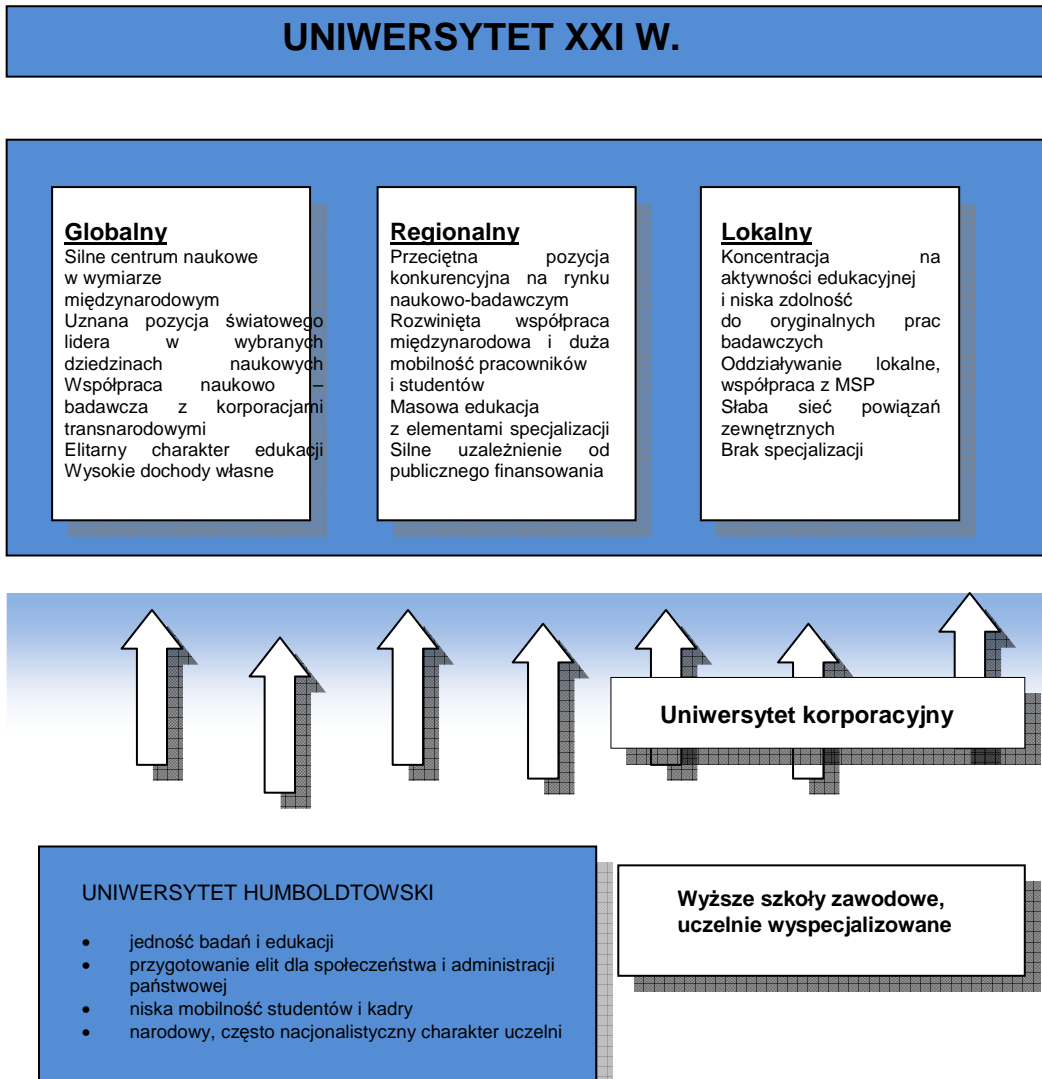 UNIWERSYTET XXI W.
Globalny
Silne centrum naukowe
w wymiarze
międzynarodowym
Uznana pozycja światowego
lidera w wybranych
dziedzinach naukowych
Współpraca naukowo –
badawcza z korporacjami
transnarodowymi
Elitarny charakter edukacji
Wysokie dochody własne
Regionalny
Przeciętna pozycja
konkurencyjna na rynku
naukowo-badawczym
Rozwinięta współpraca
międzynarodowa i duża
mobilność pracowników
i studentów
Masowa edukacja
z elementami specjalizacji
Silne uzależnienie od
publicznego finansowania
Lokalny
Koncentracja na
aktywności edukacyjnej
i niska zdolność
do oryginalnych prac
badawczych
Oddziaływanie lokalne,
współpraca z MSP
Słaba sieć powiązań
zewnętrznych
Brak specjalizacji
Uniwersytet korporacyjny
UNIWERSYTET HUMBOLDTOWSKI
• jedność badań i edukacji
• przygotowanie elit dla społeczeństwa i administracji
państwowej
• niska mobilność studentów i kadry
• narodowy, często nacjonalistyczny charakter uczelni
Wyższe szkoły zawodowe,
uczelnie wyspecjalizowane